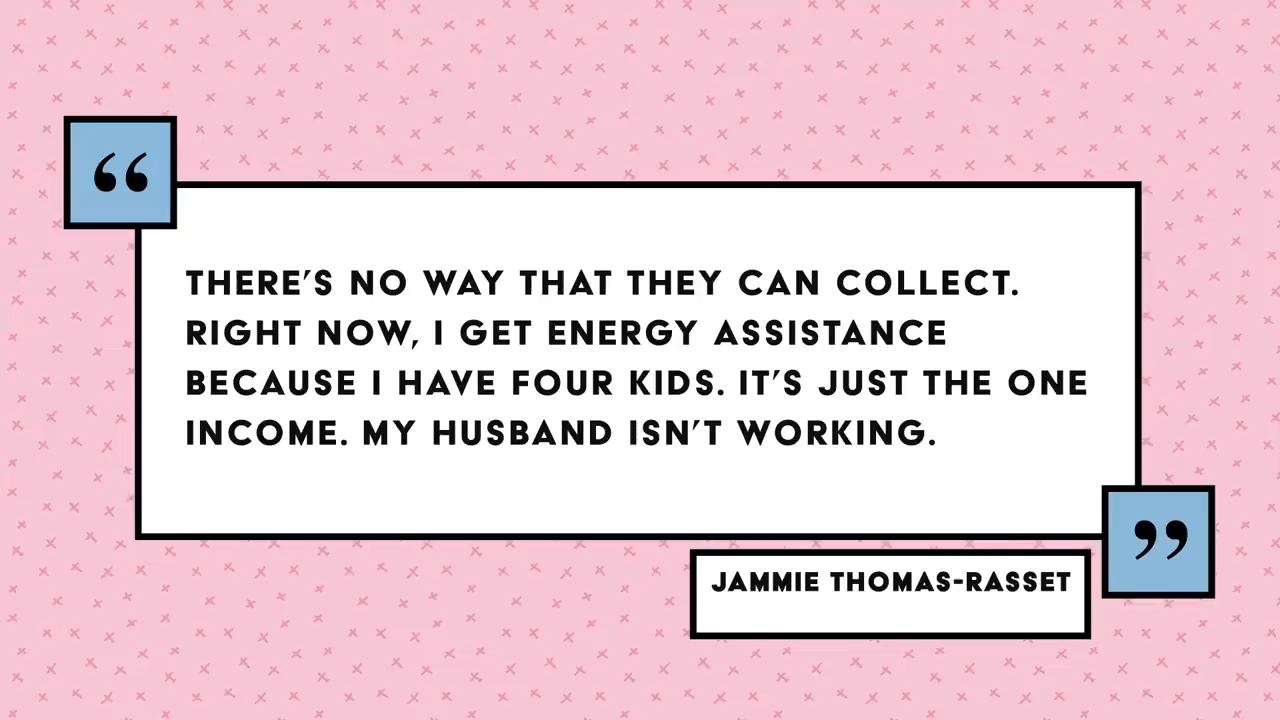 “
THERE’S NO WAY THAT THEY CAN COLLECT.
RIGHT NOW, I GET ENERGY ASSISTANCE
BECAUSE I HAVE FOUR KIDS. IT’S JUST THE ONE
INCOME. MY HUSBAND ISN’T WORKING.
”
JAMMIE THOMAS-RASSET